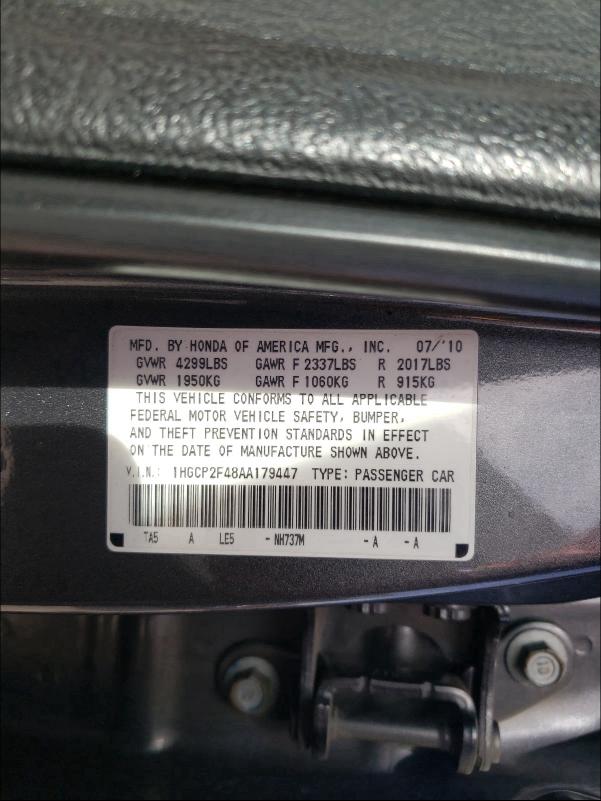 MFD. BY HONDA OF AMERICA MFG., INC. 07/'10
GVWR 4299LBS GAWR F 2337LBS R 2017LBS
GVWR 1950KG GAWR F 1060KG R 915KG
THIS VEHICLE CONFORMS TO ALL APPLICABLE
FEDERAL MOTOR VEHICLE SAFETY, BUMPER,
AND THEFT PREVENTION STANDARDS IN EFFECT
ON THE DATE OF MANUFACTURE SHOWN ABOVE.
V.I.N.: 1HGCP2F48AA179447 TYPE: PASSENGER CAR
TA5 A LE5 -NH737M -A -A